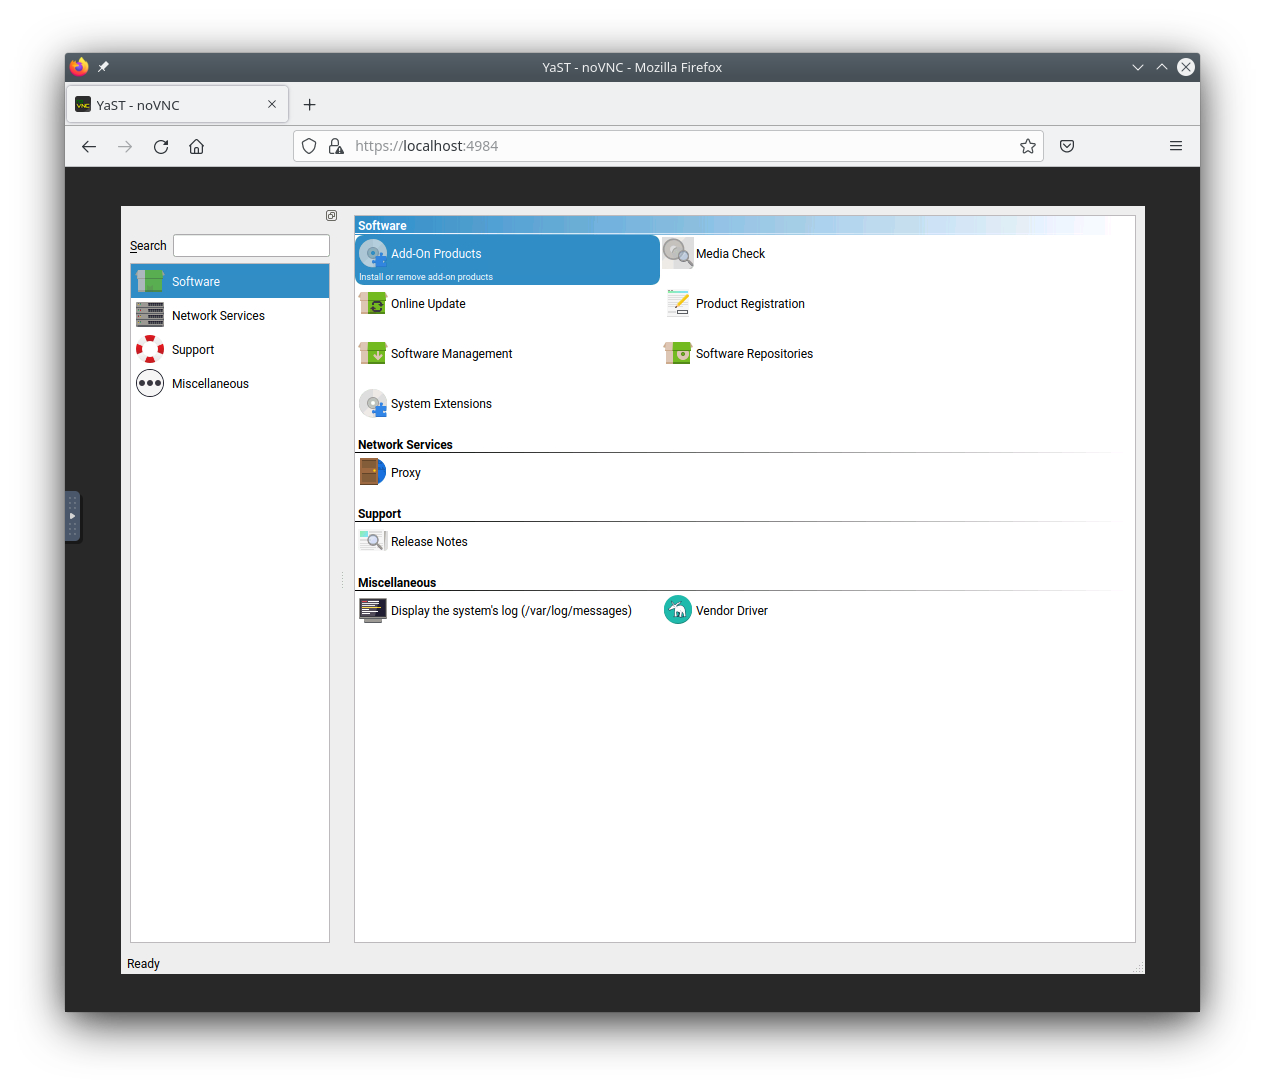 YaST - noVNC - Mozilla Firefox
YaST - noVNC
https://localhost:4984
Search
Software
Network Services
Support
Miscellaneous
Software
Add-On Products
Install or remove add-on products
Media Check
Online Update
Product Registration
Software Management
Software Repositories
System Extensions
Network Services
Proxy
Support
Release Notes
Miscellaneous
Display the system's log (/var/log/messages)
Vendor Driver
Ready